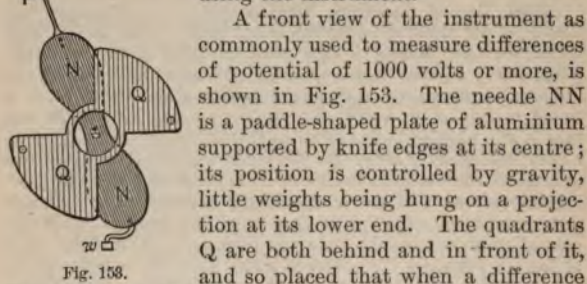 A front view of the instrument as
commonly used to measure differences
of potential of 1000 volts or more, is
shown in Fig. 153. The needle NN
is a paddle-shaped plate of aluminium
supported by knife edges at its centre;
its position is controlled by gravity,
little weights being hung on a projec-
tion at its lower end. The quadrants
Q are both behind and in front of it,
and so placed that when a difference
N
Q
Q
N
w
Fig. 153.